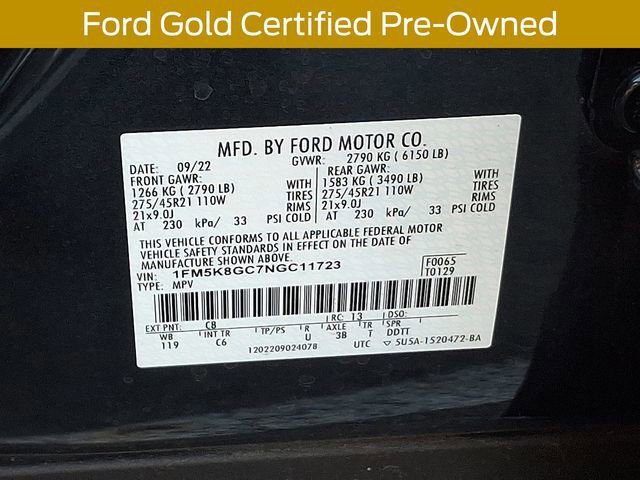 Ford Gold Certified Pre-Owned
MFD. BY FORD MOTOR CO.
DATE: 09/22 GVWR: 2790 KG ( 6150 LB)
FRONT GAWR: REAR GAWR:
1266 KG ( 2790 LB) WITH 1583 KG ( 3490 LB) WITH
275/45R21 110W TIRES 275/45R21 110W TIRES
21x9.0J RIMS 21x9.0J RIMS
AT 230 kPa/ 33 PSI COLD AT 230 kPa/ 33 PSI COLD
THIS VEHICLE CONFORMS TO ALL APPLICABLE FEDERAL MOTOR
VEHICLE SAFETY STANDARDS IN EFFECT ON THE DATE OF
MANUFACTURE SHOWN ABOVE.
VIN: 1FM5K8GC7NGC11723 F0065
TYPE: MPV T0129
EXT PNT: C8 RC: 13 DSO:
WB INT TR TP/PS R AXLE TR SPR
119 C6 U 3B T DDTT
1202209024078 UTC ▽ 5U5A-1520472-BA